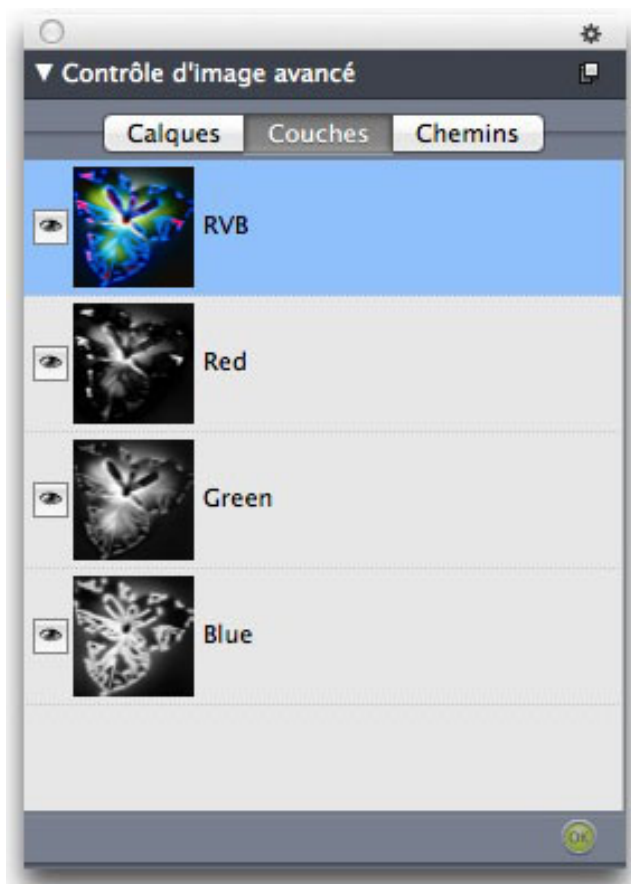 Contrôle d'image avancé
Calques Couches Chemins
RVB
Red
Green
Blue
OK